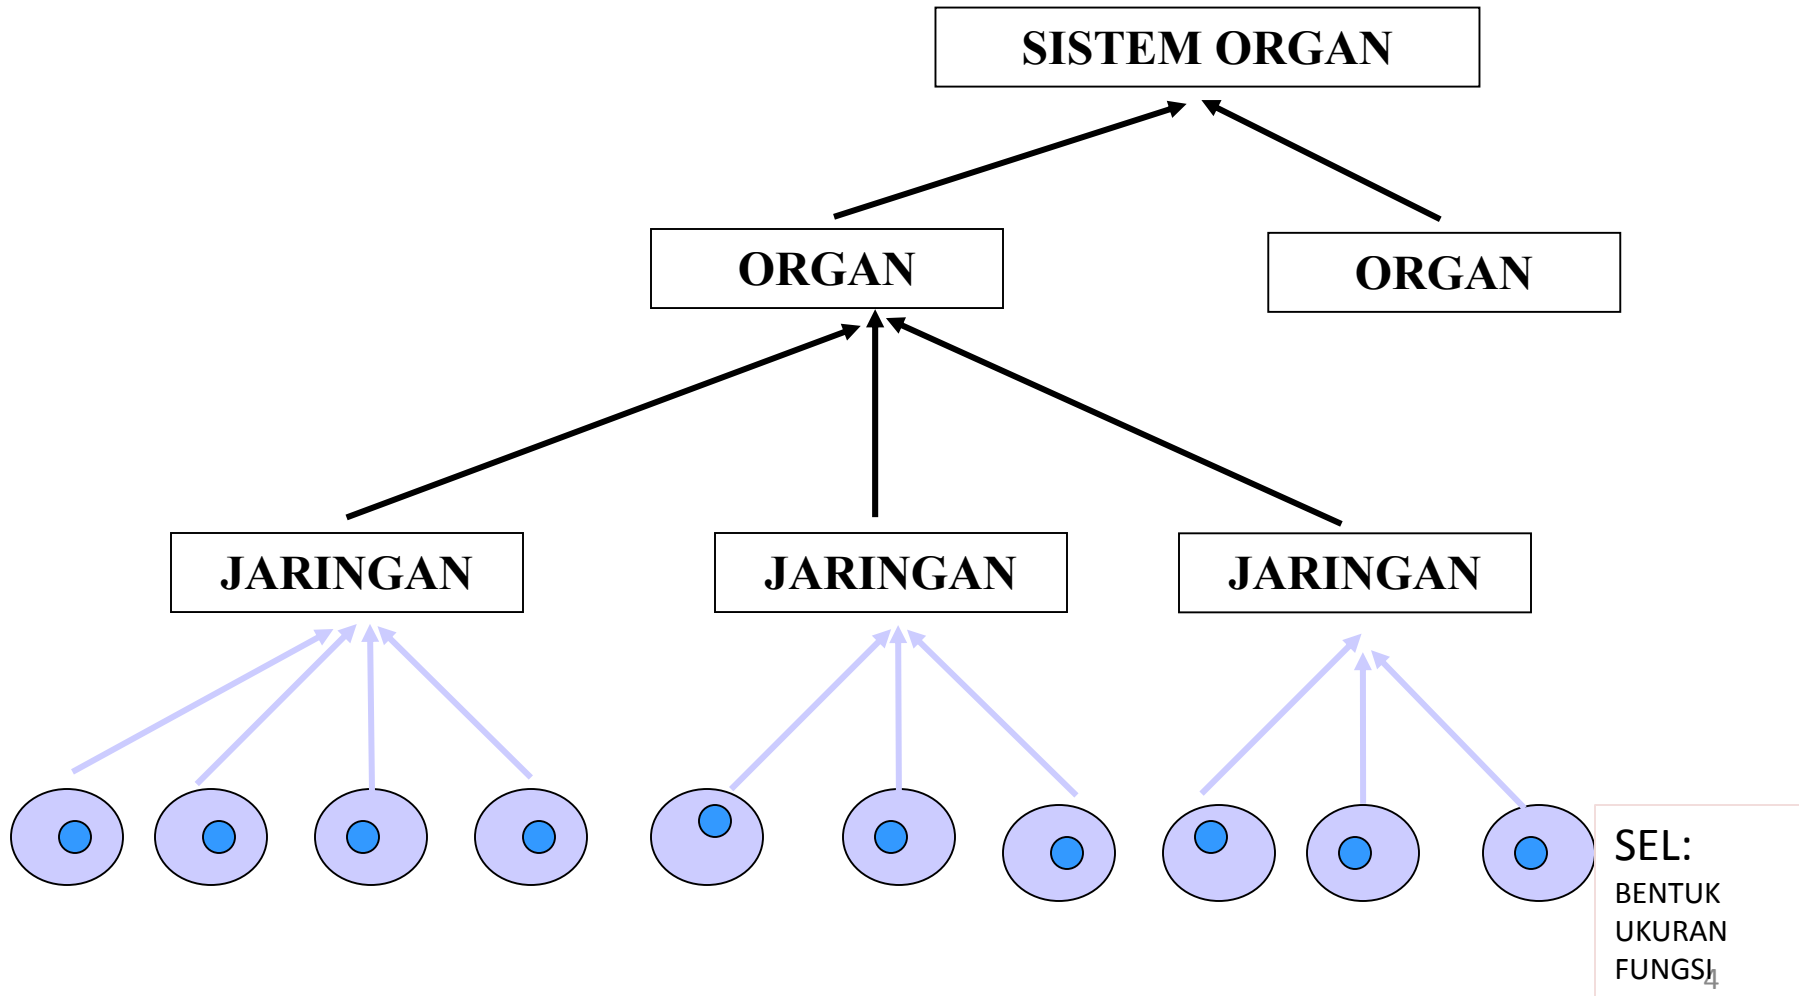 SISTEM ORGAN
ORGAN
ORGAN
JARINGAN
JARINGAN
JARINGAN
SEL:
BENTUK
UKURAN
FUNGSI
4